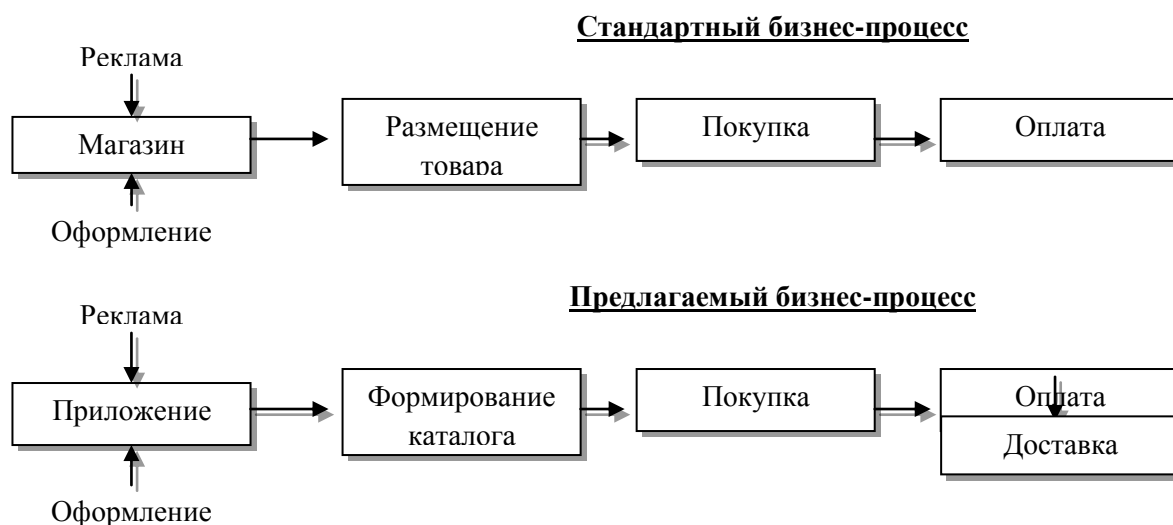 Стандартный бизнес-процесс
Реклама
Магазин
Размещение
товара
Покупка
Оплата
Оформление
Предлагаемый бизнес-процесс
Реклама
Приложение
Формирование
каталога
Покупка
Оплата
Доставка
Оформление